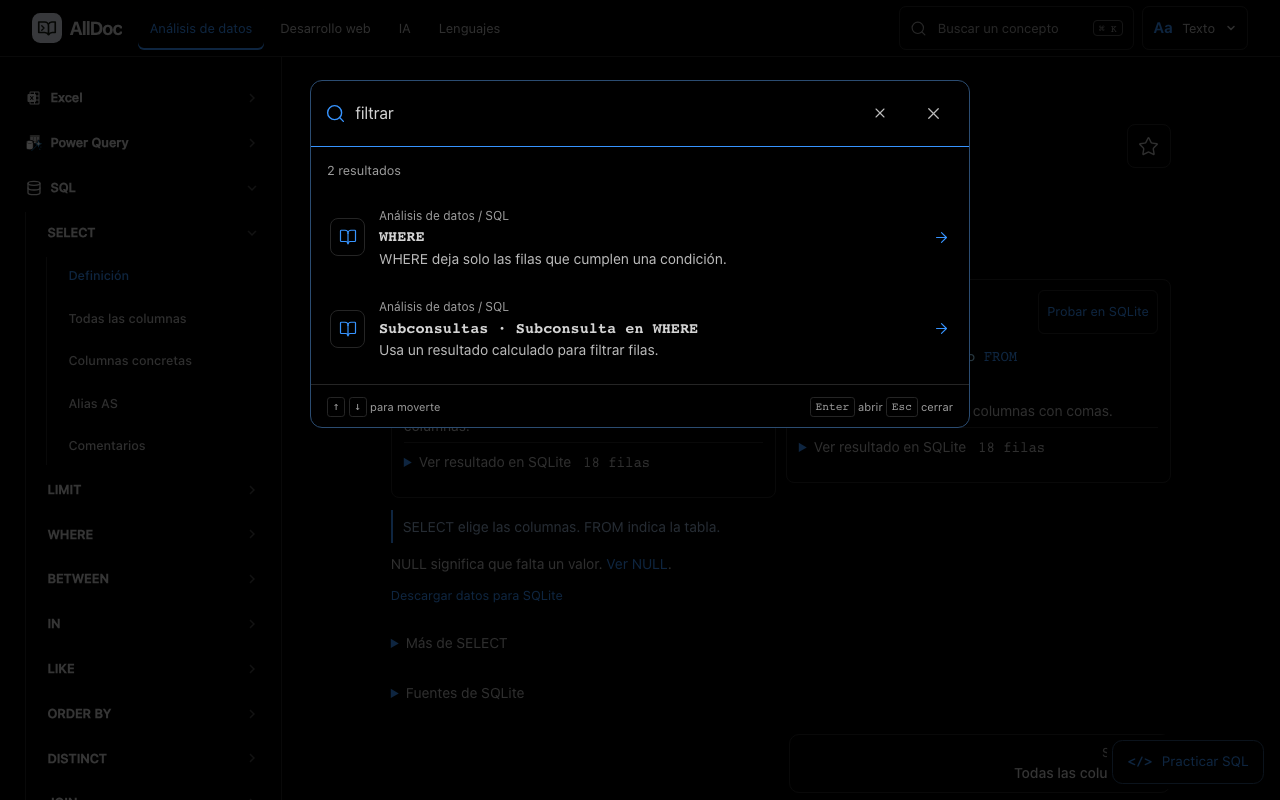 AllDoc
Análisis de datos
Desarrollo web
IA
Lenguajes
Buscar un concepto
⌘ K
Aa Texto
Excel
Power Query
SQL
SELECT
Definición
Todas las columnas
Columnas concretas
Alias AS
Comentarios
LIMIT
WHERE
BETWEEN
IN
LIKE
ORDER BY
DISTINCT
JOIN
filtrar
2 resultados
Análisis de datos / SQL
WHERE
WHERE deja solo las filas que cumplen una condición.
Análisis de datos / SQL
Subconsultas · Subconsulta en WHERE
Usa un resultado calculado para filtrar filas.
↑ ↓ para moverte
Enter abrir Esc cerrar
Probar en SQLite
FROM
columnas con comas.
columnas.
Ver resultado en SQLite 18 filas
Ver resultado en SQLite 18 filas
SELECT elige las columnas. FROM indica la tabla.
NULL significa que falta un valor. Ver NULL.
Descargar datos para SQLite
Más de SELECT
Fuentes de SQLite
Todas las colu
</> Practicar SQL